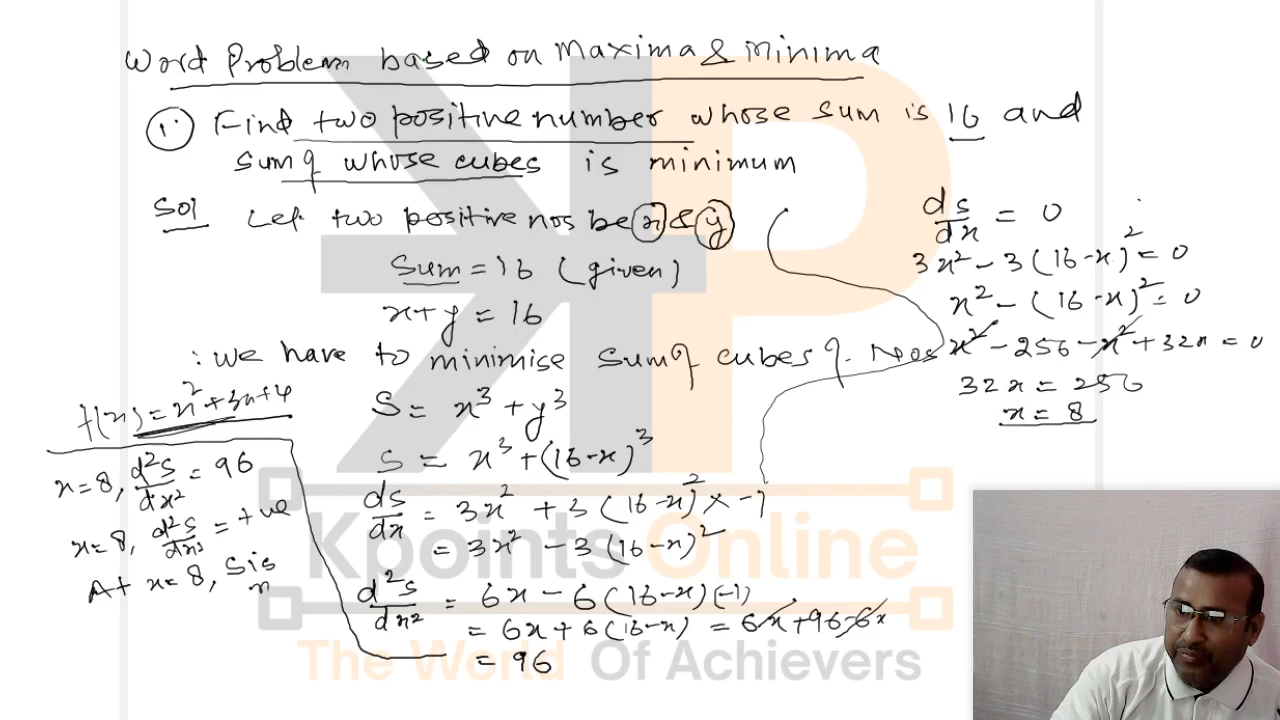 Word Problem based on Maxima & Minima
(1) Find two positive number whose sum is 16 and
sum of whose cubes is minimum
Sol Let two positive nos be x & y
Sum = 16 (given)
x + y = 16
: we have to minimise sum of cubes of Nos
S = x³ + y³
S = x³ + (16-x)³
ds/dx = 3x² + 3(16-x)² × -1
= 3x² - 3(16-x)²
d²s/dx² = 6x - 6(16-x)(-1)
= 6x + 6(16-x) = 6x + 96 - 6x
= 96
ds/dx = 0
3x² - 3(16-x)² = 0
x² - (16-x)² = 0
x² - 256 - x² + 32x = 0
32x = 256
x = 8
f(x) = x² + 3x + 4
x = 8, d²s/dx² = 96
x = 8, d²s/dx² = +ve
At x = 8, S is
m
Kpoints Online
The World Of Achievers